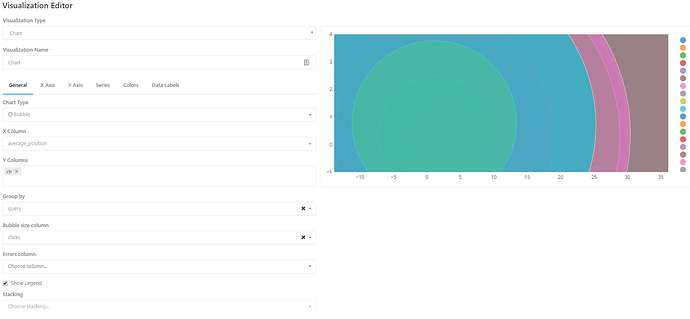 Visualization Editor
Visualization Type
Chart
Visualization Name
Chart
General X Axis Y Axis Series Colors Data Labels
Chart Type
Bubble
X Column
average_position
Y Columns
ctr ×
Group by
query
Bubble size column
clicks
Errors column
Choose column...
Show Legend
Stacking
Choose stacking...
4
3
2
1
0
−1
−10 −5 0 5 10 15 20 25 30 35